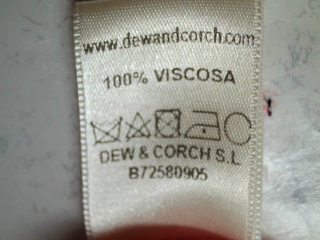 www.dewandcorch.com
100% VISCOSA
DEW & CORCH S.L
B72580905